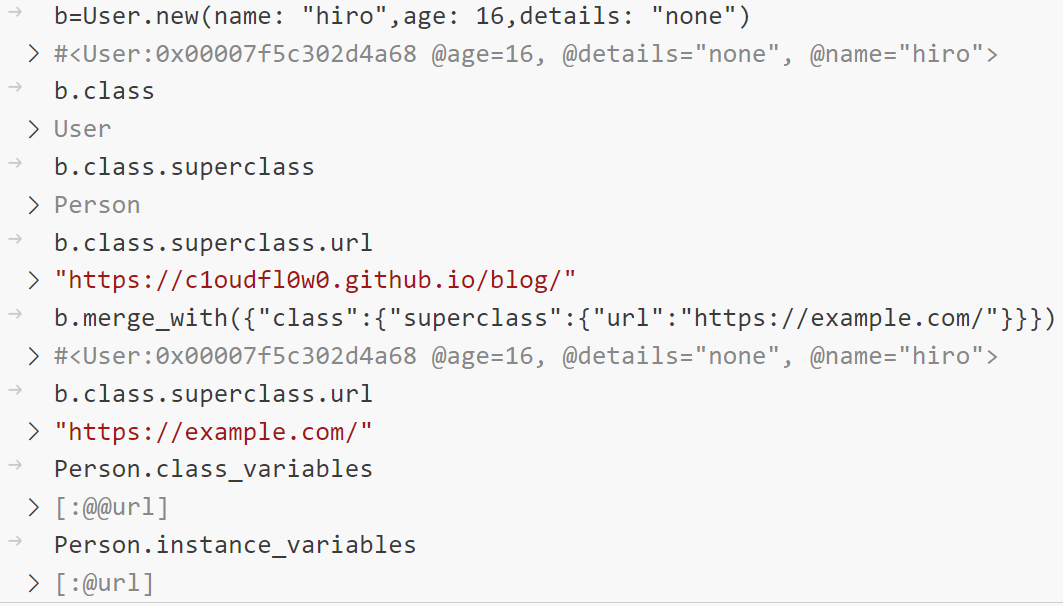 b=User.new(name: "hiro",age: 16,details: "none")
#<User:0x00007f5c302d4a68 @age=16, @details="none", @name="hiro">
b.class
User
b.class.superclass
Person
b.class.superclass.url
"https://c1oudfl0w0.github.io/blog/"
b.merge_with({"class":{"superclass":{"url":"https://example.com/"}}})
#<User:0x00007f5c302d4a68 @age=16, @details="none", @name="hiro">
b.class.superclass.url
"https://example.com/"
Person.class_variables
[:@@url]
Person.instance_variables
[:@url]